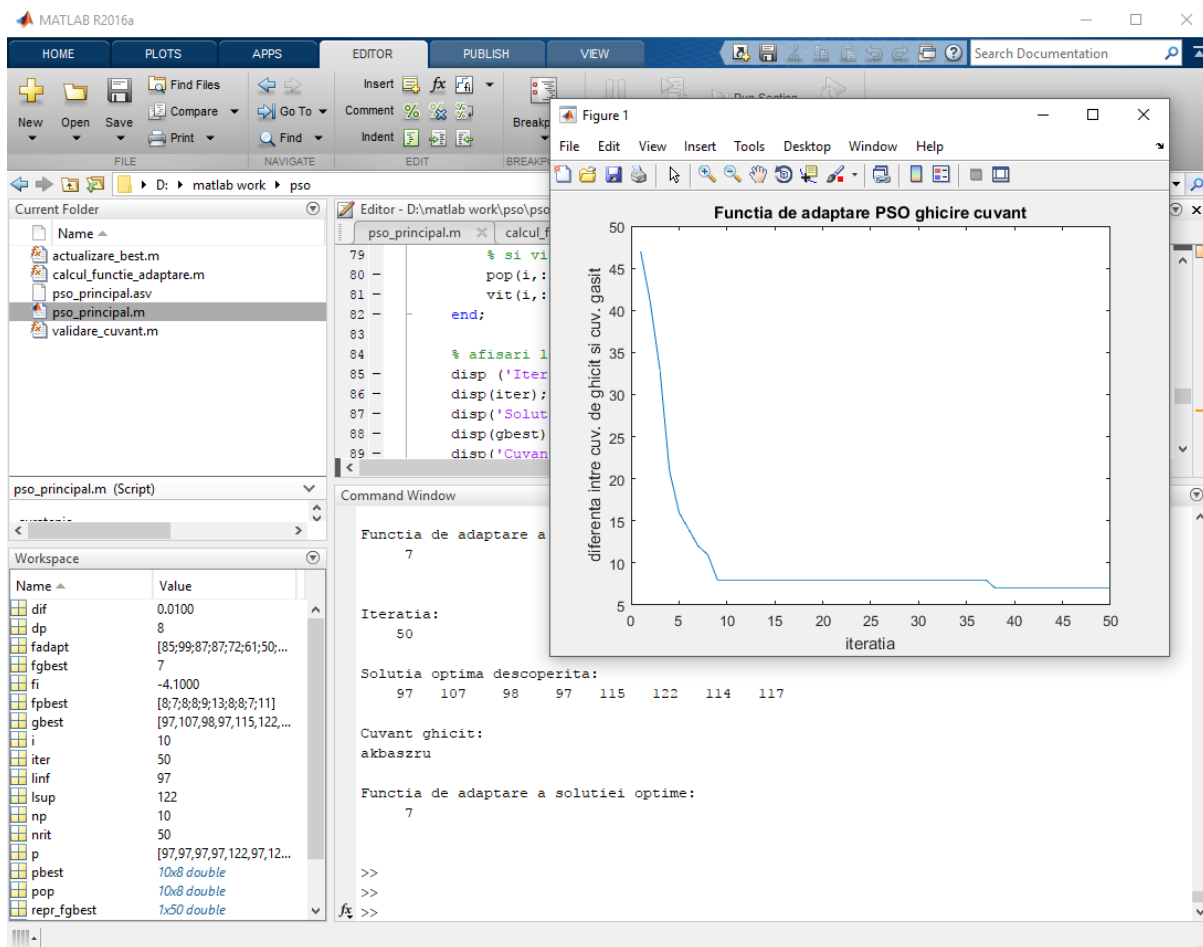 MATLAB R2016a
HOME PLOTS APPS EDITOR PUBLISH VIEW Search Documentation
New Open Save
Find Files
Compare
Print
FILE
Go To
Find
NAVIGATE
Insert fx
Comment
Indent
EDIT
D: matlab work pso
Current Folder
Name
actualizare_best.m
calcul_functie_adaptare.m
pso_principal.asv
pso_principal.m
validare_cuvant.m
pso_principal.m (Script)
Workspace
Name Value
dif 0.0100
dp 8
fadapt [85;99;87;87;72;61;50;...
fgbest 7
fi -4.1000
fpbest [8;7;8;8;9;13;8;8;7;11]
gbest [97,107,98,97,115,122,...
i 10
iter 50
linf 97
lsup 122
np 10
nrit 50
p [97,97,97,97,122,97,12...
pbest 10x8 double
pop 10x8 double
repr_fgbest 1x50 double
Editor - D:\matlab work\pso\pso
pso_principal.m calcul_f
79 % si vi
80 pop(i,:
81 vit(i,:
82 end;
83
84 % afisari l
85 disp ('Iter
86 disp(iter);
87 disp('Solut
88 disp(gbest)
89 disp('Cuvan
Command Window
Functia de adaptare a
7
Iteratia:
50
Solutia optima descoperita:
97 107 98 97 115 122 114 117
Cuvant ghicit:
akbaszru
Functia de adaptare a solutiei optime:
7
>>
>>
fx >>
Figure 1
File Edit View Insert Tools Desktop Window Help
Functia de adaptare PSO ghicire cuvant
diferenta intre cuv. de ghicit si cuv. gasit
50
45
40
35
30
25
20
15
10
5
0 5 10 15 20 25 30 35 40 45 50
iteratia